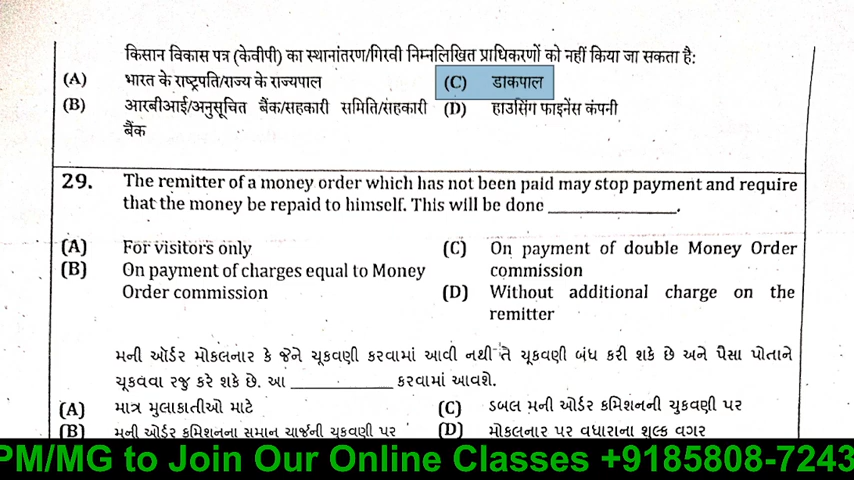 किसान विकास पत्र (केवीपी) का स्थानांतरण/गिरवी निम्नलिखित प्राधिकरणों को नहीं किया जा सकता है:
(A) भारत के राष्ट्रपति/राज्य के राज्यपाल (C) डाकपाल
(B) आरबीआई/अनुसूचित बैंक/सहकारी समिति/सहकारी (D) हाउसिंग फाइनेंस कंपनी
बैंक
29. The remitter of a money order which has not been paid may stop payment and require
that the money be repaid to himself. This will be done ____________.
(A) For visitors only (C) On payment of double Money Order
(B) On payment of charges equal to Money commission
Order commission (D) Without additional charge on the
remitter
મની ઑર્ડર મોકલનાર કે જેને ચૂકવણી કરવામાં આવી નથી તે ચૂકવણી બંધ કરી શકે છે અને પૈસા પોતાને
ચૂકવવા રજુ કરે શકે છે. આ ____________ કરવામાં આવશે.
(A) માત્ર મુલાકાતીઓ માટે (C) ડબલ મની ઓર્ડર કમિશનની ચુકવણી પર
(B) મની ઓર્ડર કમિશનના સમાન ચાર્જની ચૂકવણી પર (D) મોકલનાર પર વધારાના શુલ્ક વગર
PM/MG to Join Our Online Classes +9185808-7243